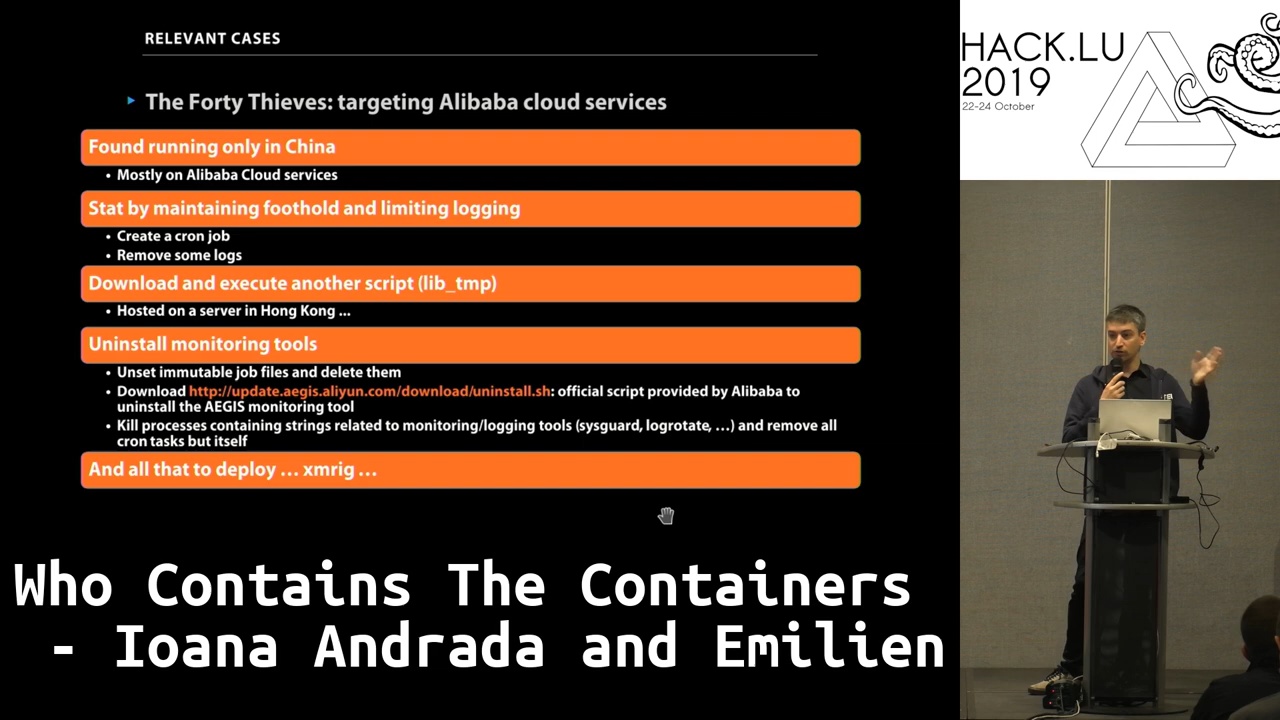 RELEVANT CASES
The Forty Thieves: targeting Alibaba cloud services
Found running only in China
• Mostly on Alibaba Cloud services
Stat by maintaining foothold and limiting logging
• Create a cron job
• Remove some logs
Download and execute another script (lib_tmp)
• Hosted on a server in Hong Kong ...
Uninstall monitoring tools
• Unset immutable job files and delete them
• Download http://update.aegis.aliyun.com/download/uninstall.sh: official script provided by Alibaba to
uninstall the AEGIS monitoring tool
• Kill processes containing strings related to monitoring/logging tools (sysguard, logrotate, …) and remove all
cron tasks but itself
And all that to deploy … xmrig …
Who Contains The Containers
- Ioana Andrada and Emilien
HACK.LU
2019
22-24 October